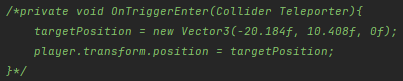 /*private void OnTriggerEnter(Collider Teleporter){
    targetPosition = new Vector3(-20.184f, 10.408f, 0f);
    player.transform.position = targetPosition;
}*/